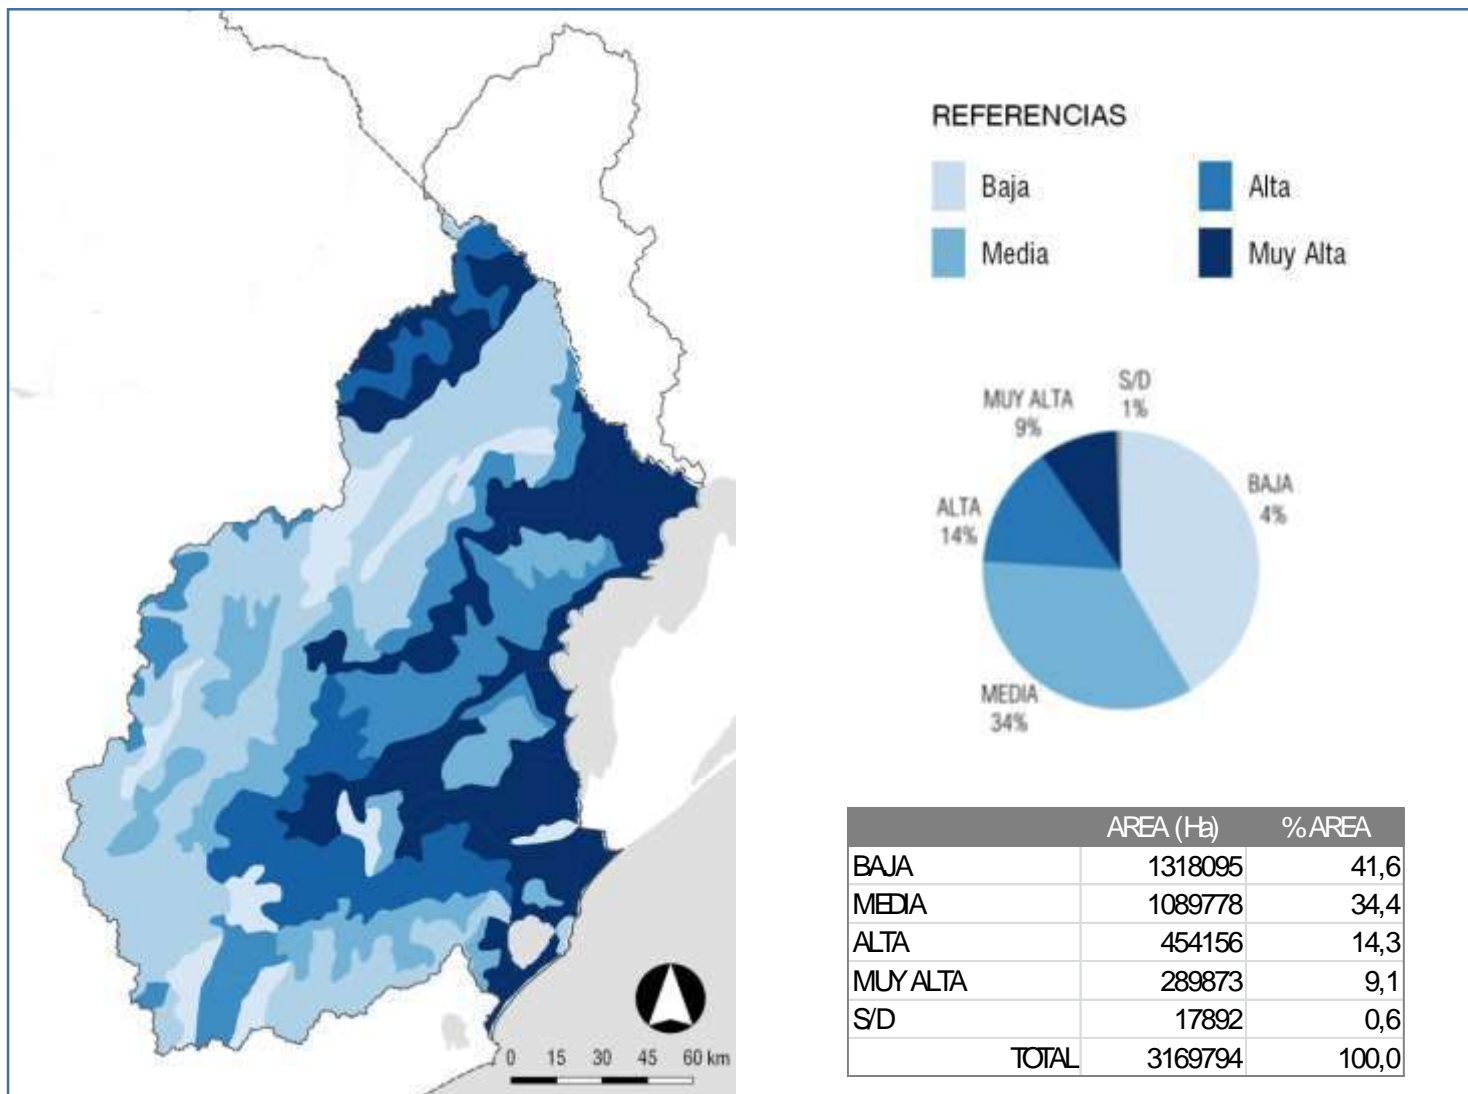 REFERENCIAS
Baja
Alta
Media
Muy Alta
S/D
1%
MUY ALTA
9%
BAJA
4%
ALTA
14%
MEDIA
34%
AREA (Ha) % AREA
BAJA 1318095 41,6
MEDIA 1089778 34,4
ALTA 454156 14,3
MUY ALTA 289873 9,1
S/D 17892 0,6
TOTAL 3169794 100,0
0 15 30 45 60 km